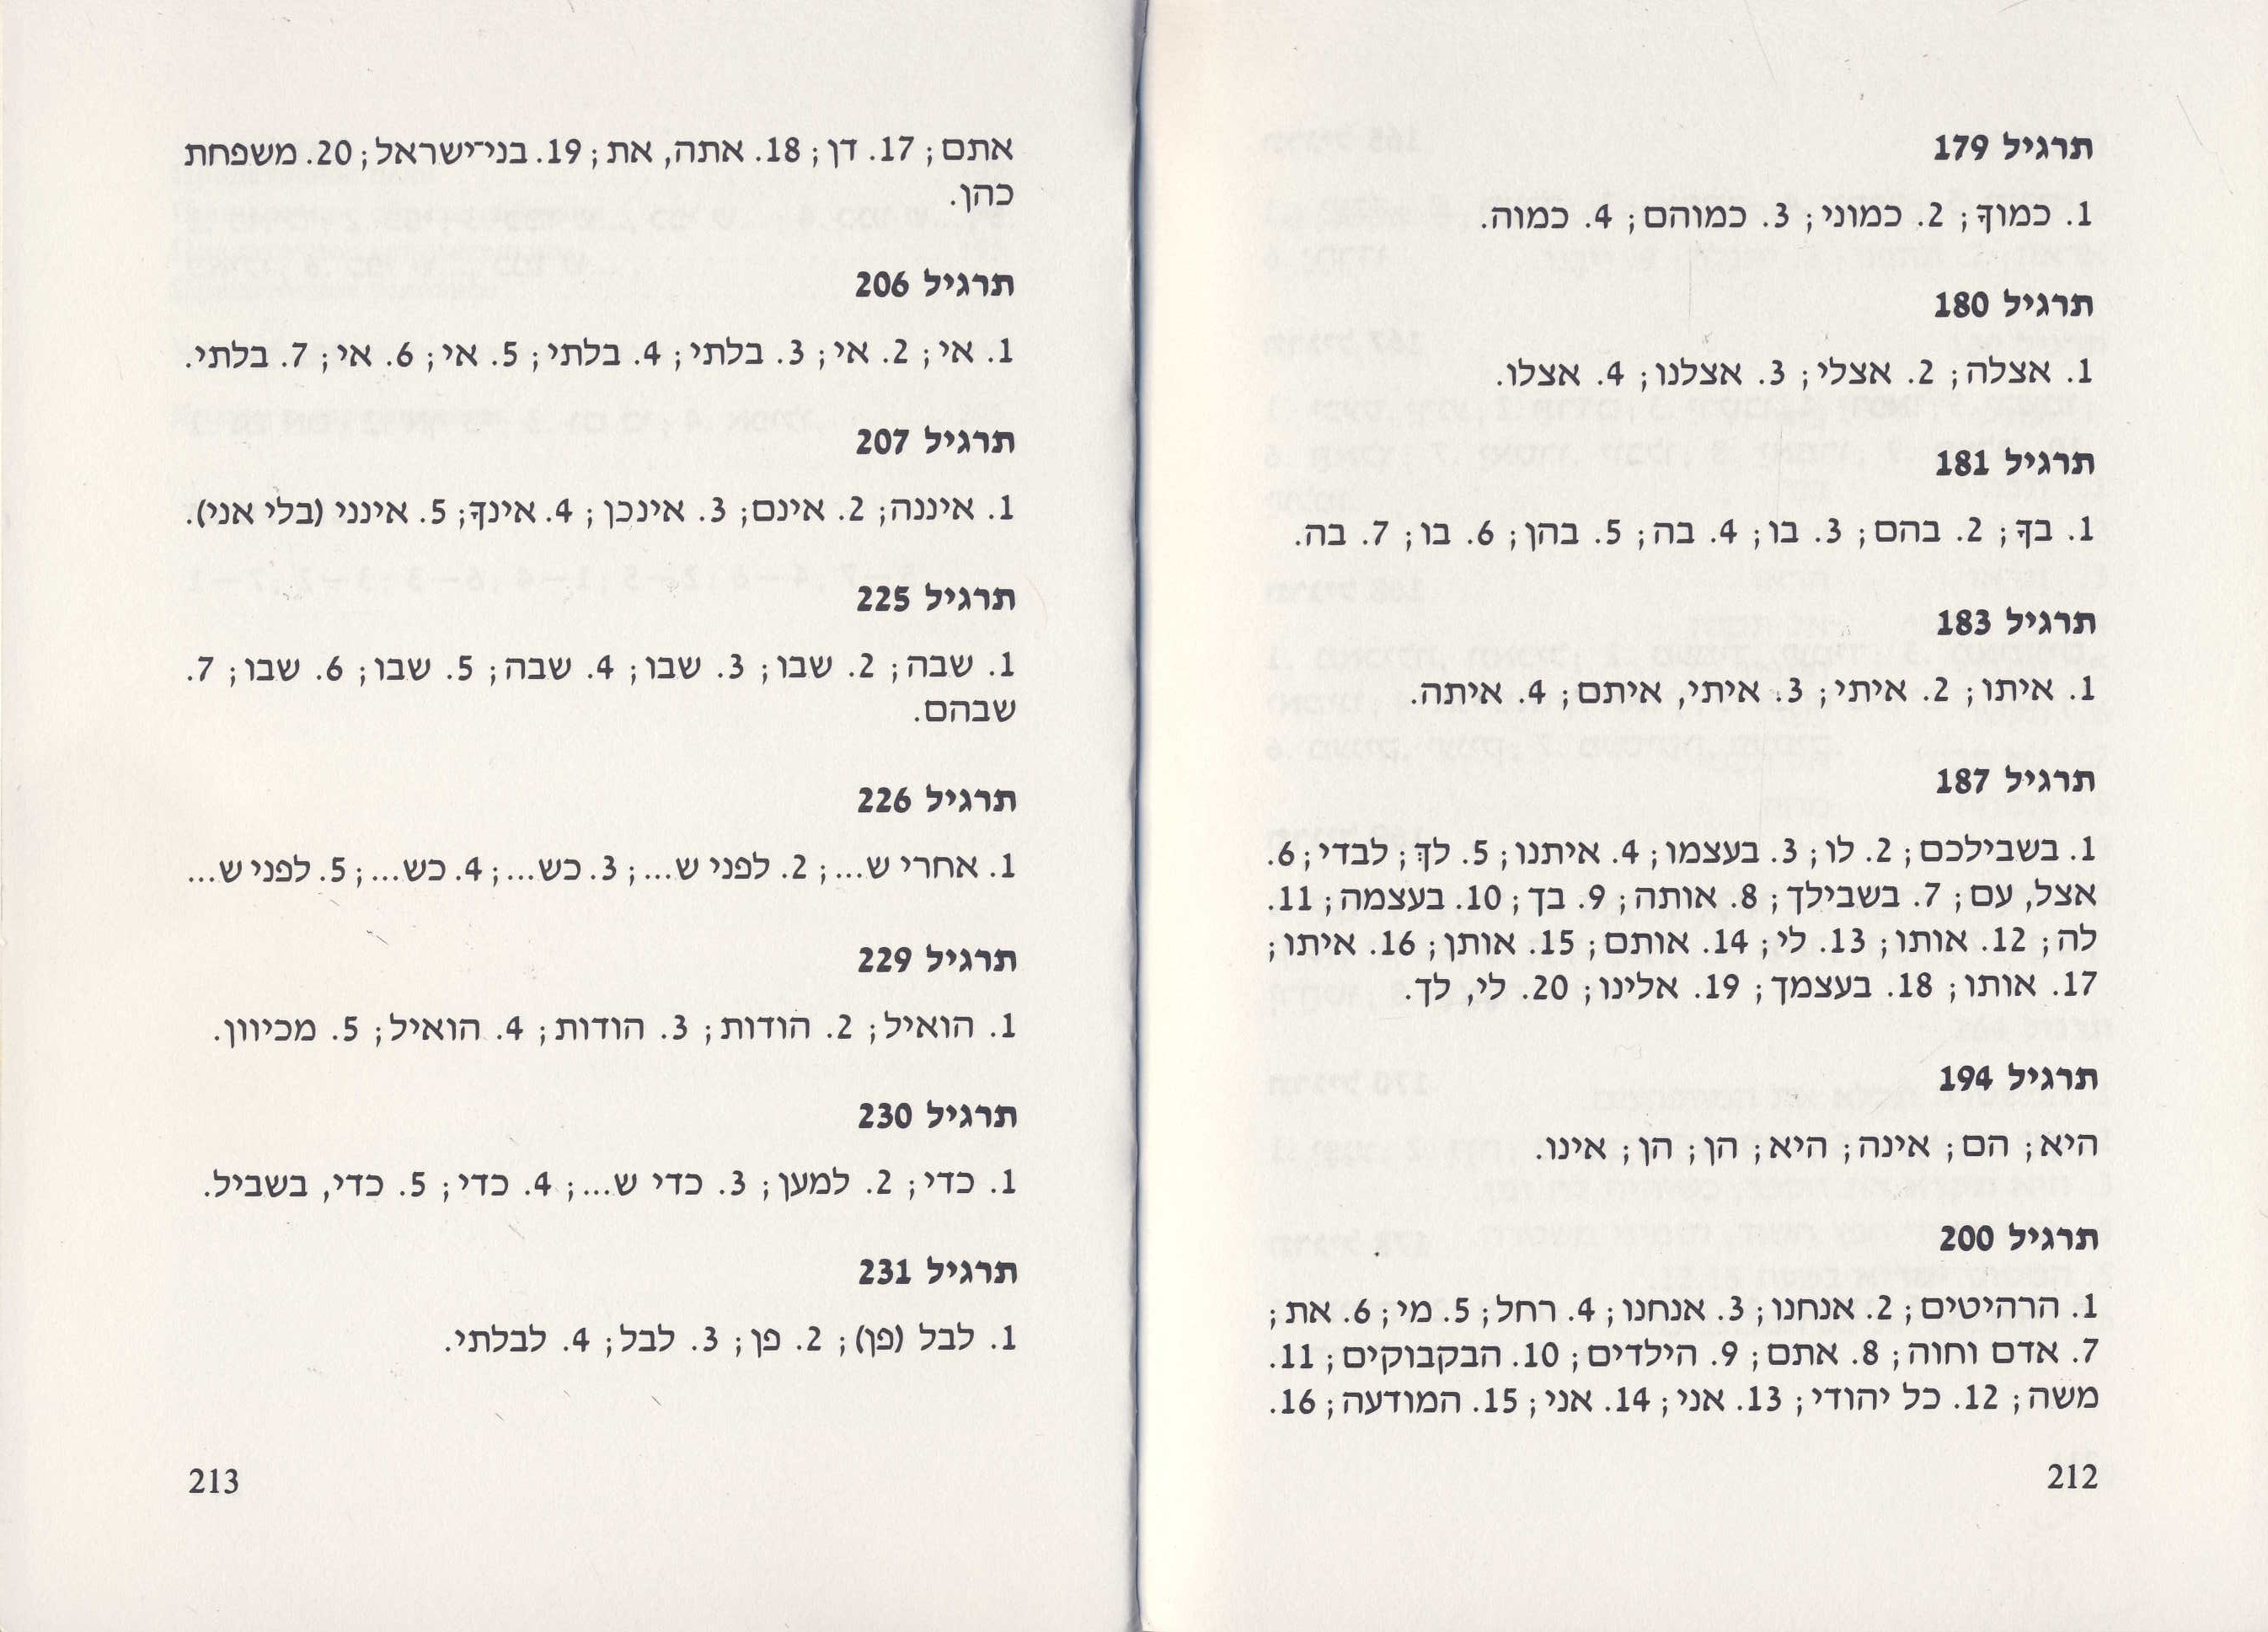 תרגיל 179
1. כמוךָ; 2. כמוני; 3. כמוהם; 4. כמוה.
תרגיל 180
1. אצלה; 2. אצלי; 3. אצלנו; 4. אצלו.
תרגיל 181
1. בךָ; 2. בהם; 3. בו; 4. בה; 5. בהן; 6. בו; 7. בה.
תרגיל 183
1. איתו; 2. איתי; 3. איתי, איתם; 4. איתה.
תרגיל 187
1. בשבילכם; 2. לו; 3. בעצמו; 4. איתנו; 5. לךְ; לבדי; 6.
אצל, עם; 7. בשבילך; 8. אותה; 9. בך; 10. בעצמה; 11.
לה; 12. אותו; 13. לי; 14. אותם; 15. אותן; 16. איתו;
17. אותו; 18. בעצמך; 19. אלינו; 20. לי, לך.
תרגיל 194
היא; הם; אינה; היא; הן; הן; אינו.
תרגיל 200
1. הרהיטים; 2. אנחנו; 3. אנחנו; 4. רחל; 5. מי; 6. את;
7. אדם וחוה; 8. אתם; 9. הילדים; 10. הבקבוקים; 11.
משה; 12. כל יהודי; 13. אני; 14. אני; 15. המודעה; 16.
212
אתם; 17. דן; 18. אתה, את; 19. בני־ישראל; 20. משפחת
כהן.
תרגיל 206
1. אי; 2. אי; 3. בלתי; 4. בלתי; 5. אי; 6. אי; 7. בלתי.
תרגיל 207
1. איננה; 2. אינם; 3. אינכן; 4. אינךָ; 5. אינני (בלי אני).
תרגיל 225
1. שבה; 2. שבו; 3. שבו; 4. שבה; 5. שבו; 6. שבו; 7.
שבהם.
תרגיל 226
1. אחרי ש...; 2. לפני ש...; 3. כש...; 4. כש...; 5. לפני ש...
תרגיל 229
1. הואיל; 2. הודות; 3. הודות; 4. הואיל; 5. מכיוון.
תרגיל 230
1. כדי; 2. למען; 3. כדי ש...; 4. כדי; 5. כדי, בשביל.
תרגיל 231
1. לבל (פן); 2. פן; 3. לבל; 4. לבלתי.
213